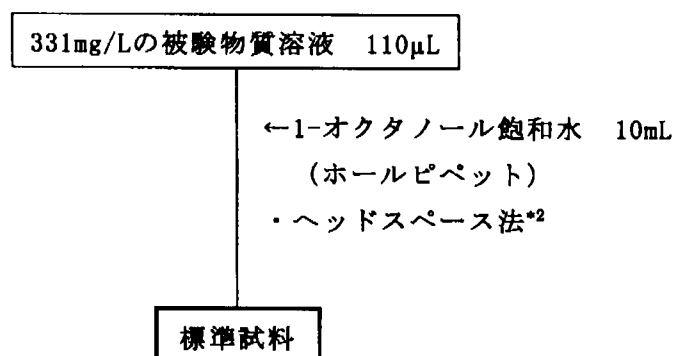 331mg/Lの被験物質溶液 110μL
←1-オクタノール飽和水 10mL
(ホールピペット)
・ヘッドスペース法*2
標準試料